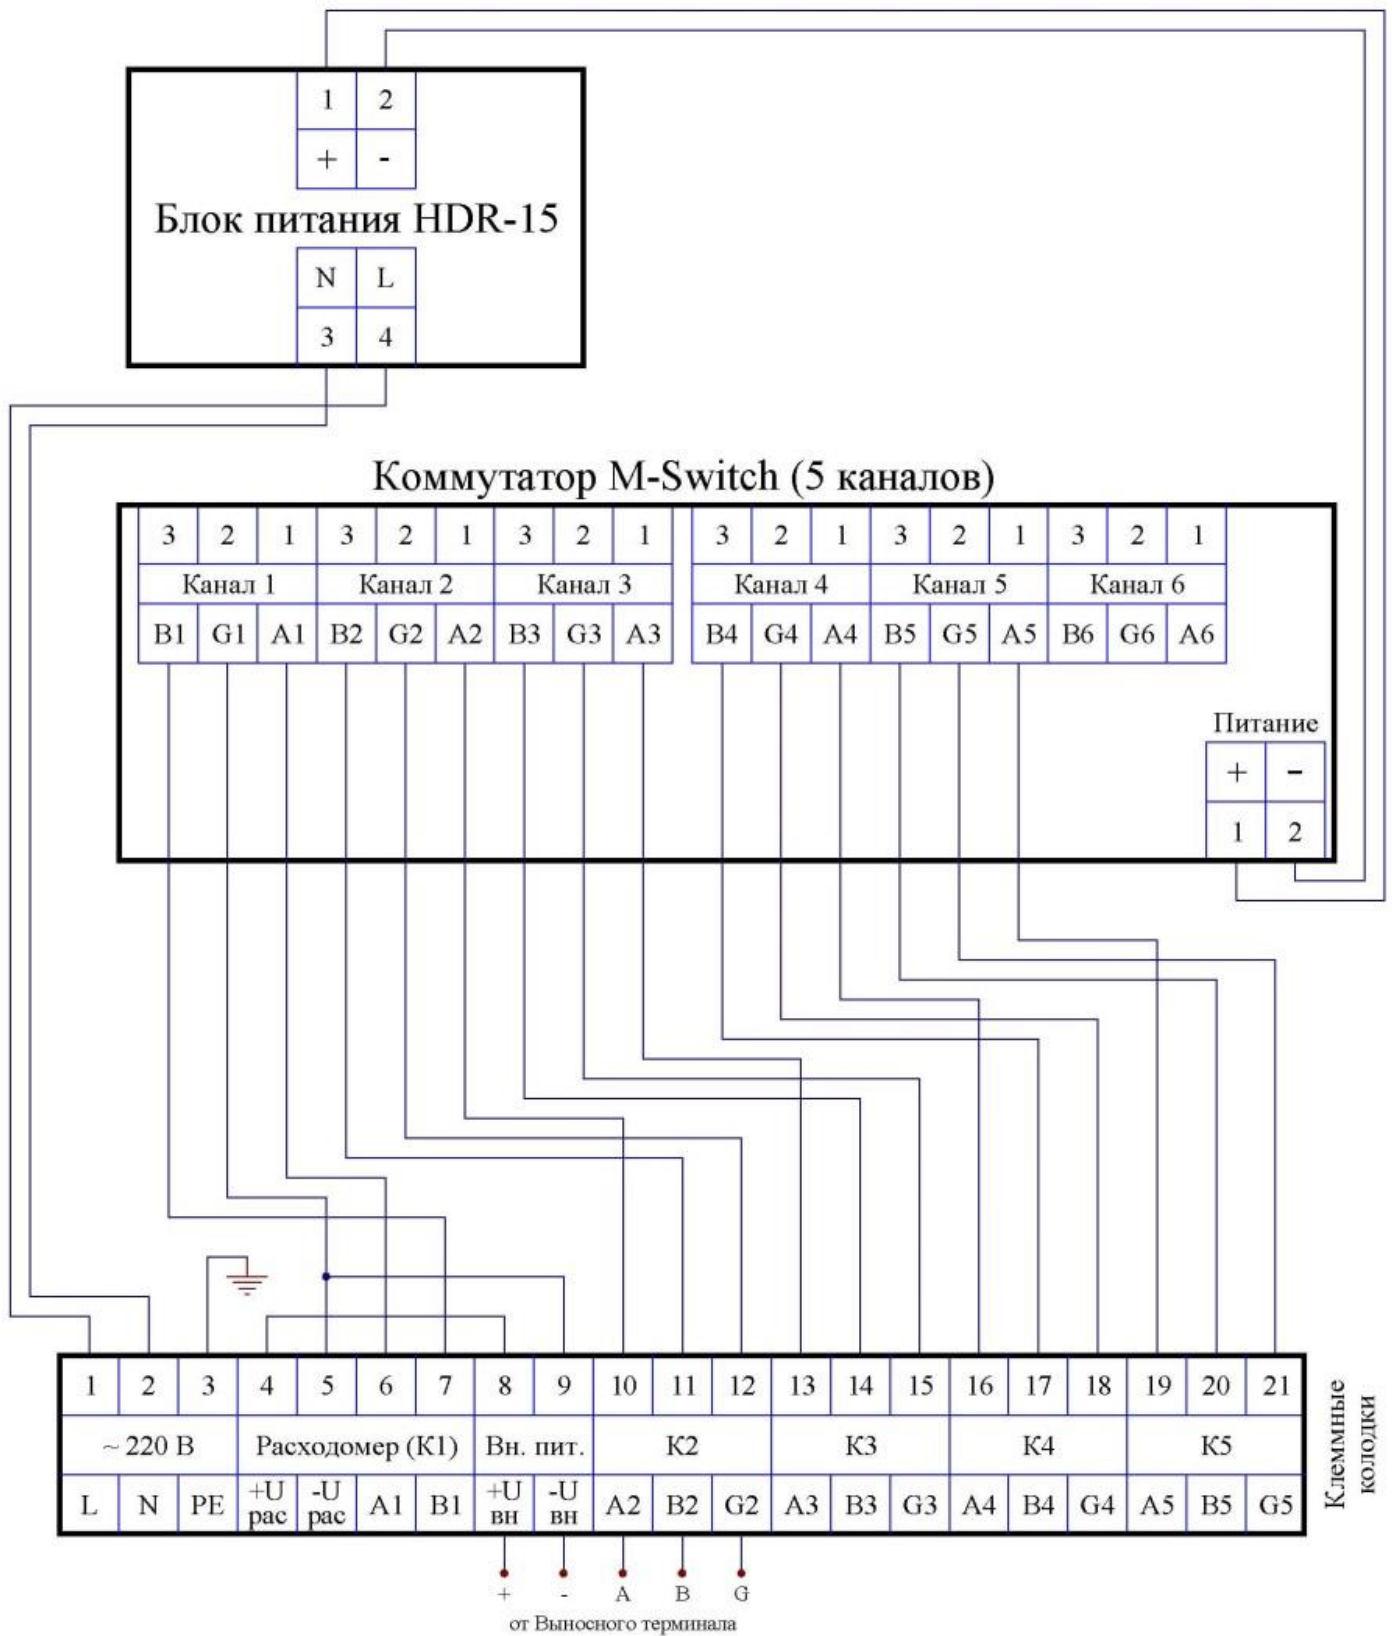 1 2
+ -
Блок питания HDR-15
N L
3 4
Коммутатор M-Switch (5 каналов)
3 2 1 3 2 1 3 2 1 3 2 1 3 2 1 3 2 1
Канал 1 Канал 2 Канал 3 Канал 4 Канал 5 Канал 6
B1 G1 A1 B2 G2 A2 B3 G3 A3 B4 G4 A4 B5 G5 A5 B6 G6 A6
Питание
+ -
1 2
1 2 3 4 5 6 7 8 9 10 11 12 13 14 15 16 17 18 19 20 21
~ 220 В Расходомер (К1) Вн. пит. К2 К3 К4 К5
L N PE +U рас -U рас A1 B1 +U вн -U вн A2 B2 G2 A3 B3 G3 A4 B4 G4 A5 B5 G5
Клеммные
колодки
+ - A B G
от Выносного терминала